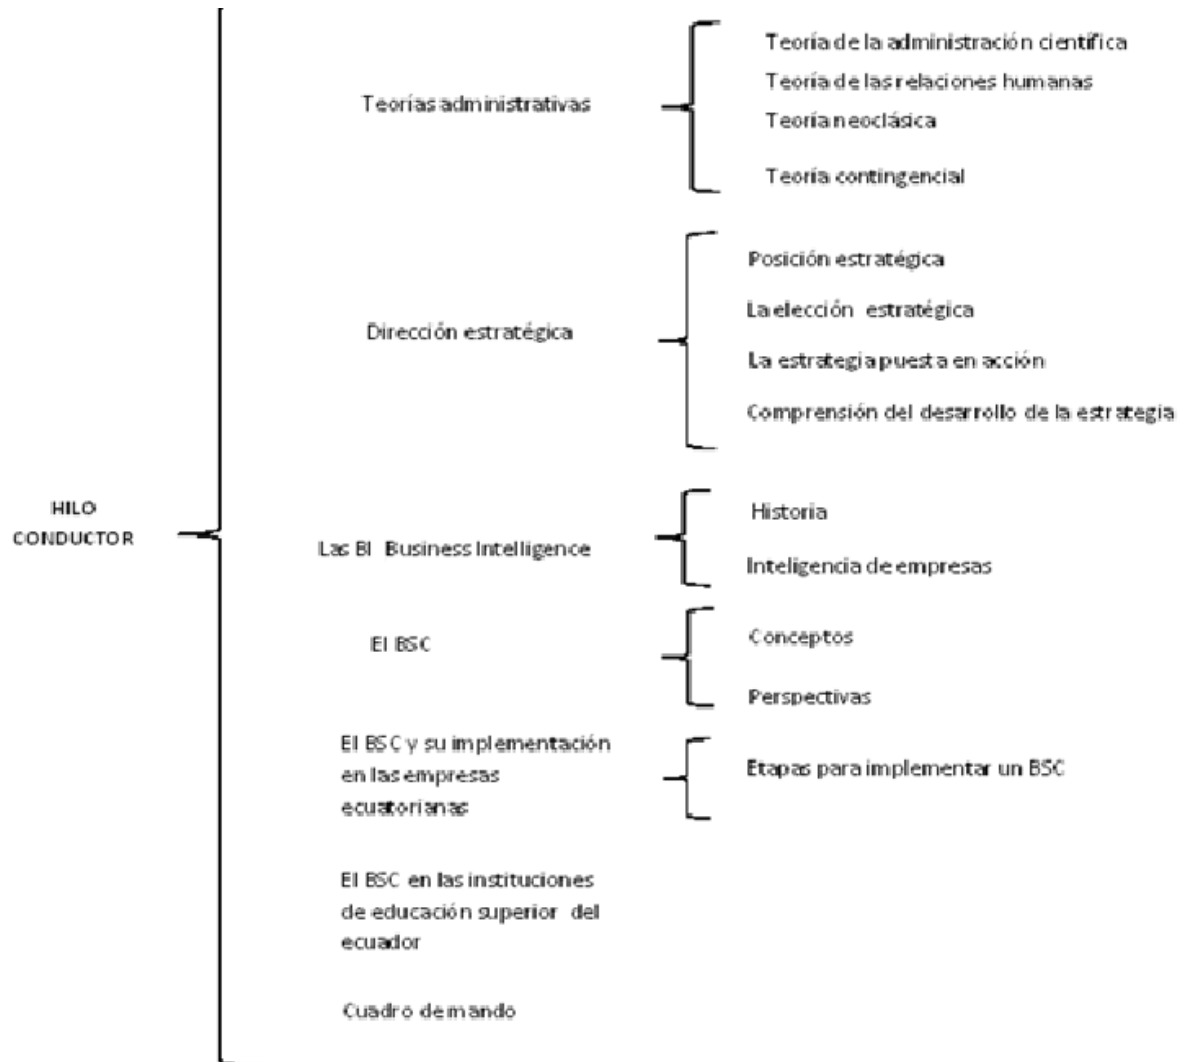 HILO
CONDUCTOR
Teorías administrativas
Teoría de la administración científica
Teoría de las relaciones humanas
Teoría neoclásica
Teoría contingencial
Dirección estratégica
Posición estratégica
La elección estratégica
La estrategia puesta en acción
Comprensión del desarrollo de la estrategia
Las BI Business Intelligence
Historia
Inteligencia de empresas
El BSC
Conceptos
Perspectivas
El BSC y su implementación
en las empresas
ecuatorianas
Etapas para implementar un BSC
El BSC en las instituciones
de educación superior del
ecuador
Cuadro de mando